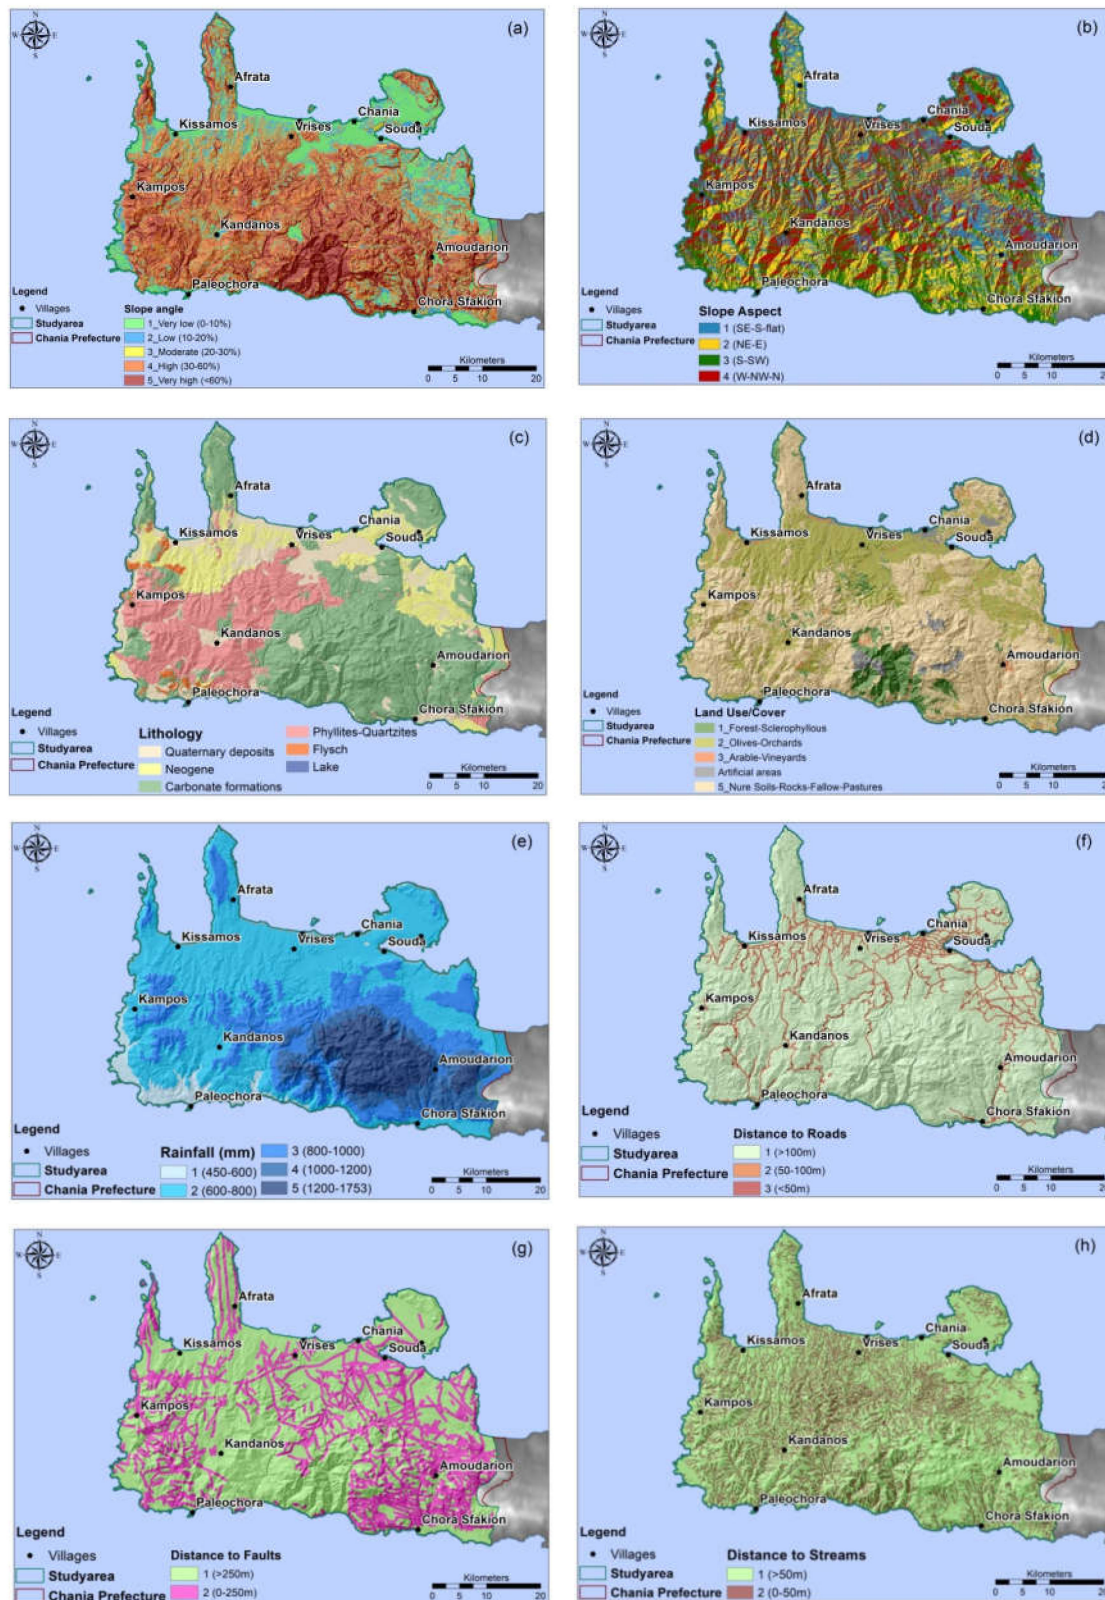 N
W E
S
(a)
Afrata
Chania
Kissamos
Vrises
Souda
Kampos
Kandanos
Amoudarion
Paleochora
Chora Sfakion
Legend
Villages
Studyarea
Chania Prefecture
Slope angle
1_Very low (0-10%)
2_Low (10-20%)
3_Moderate (20-30%)
4_High (30-60%)
5_Very high (<60%)
Kilometers
0 5 10 20
N
W E
S
(b)
Afrata
Chania
Kissamos
Vrises
Souda
Kampos
Kandanos
Amoudarion
Paleochora
Chora Sfakion
Legend
Villages
Studyarea
Chania Prefecture
Slope Aspect
1 (SE-S-flat)
2 (NE-E)
3 (S-SW)
4 (W-NW-N)
Kilometers
0 5 10 20
N
W E
S
(c)
Afrata
Chania
Kissamos
Vrises
Souda
Kampos
Kandanos
Amoudarion
Paleochora
Chora Sfakion
Legend
Villages
Studyarea
Chania Prefecture
Lithology
Quaternary deposits
Neogene
Carbonate formations
Phyllites-Quartzites
Flysch
Lake
Kilometers
0 5 10 20
N
W E
S
(d)
Afrata
Chania
Kissamos
Vrises
Souda
Kampos
Kandanos
Amoudarion
Paleochora
Chora Sfakion
Legend
Villages
Studyarea
Chania Prefecture
Land Use/Cover
1_Forest-Sclerophyllous
2_Olives-Orchards
3_Arable-Vineyards
Artificial areas
5_Nure Soils-Rocks-Fallow-Pastures
Kilometers
0 5 10 20
N
W E
S
(e)
Afrata
Chania
Kissamos
Vrises
Souda
Kampos
Kandanos
Amoudarion
Paleochora
Chora Sfakion
Legend
Villages
Studyarea
Chania Prefecture
Rainfall (mm)
1 (450-600)
2 (600-800)
3 (800-1000)
4 (1000-1200)
5 (1200-1753)
Kilometers
0 5 10 20
N
W E
S
(f)
Afrata
Chania
Kissamos
Vrises
Souda
Kampos
Kandanos
Amoudarion
Paleochora
Chora Sfakion
Legend
Villages
Studyarea
Chania Prefecture
Distance to Roads
1 (>100m)
2 (50-100m)
3 (<50m)
Kilometers
0 5 10 20
N
W E
S
(g)
Afrata
Chania
Kissamos
Vrises
Souda
Kampos
Kandanos
Amoudarion
Paleochora
Chora Sfakion
Legend
Villages
Studyarea
Chania Prefecture
Distance to Faults
1 (>250m)
2 (0-250m)
Kilometers
0 5 10 20
N
W E
S
(h)
Afrata
Chania
Kissamos
Vrises
Souda
Kampos
Kandanos
Amoudarion
Paleochora
Chora Sfakion
Legend
Villages
Studyarea
Chania Prefecture
Distance to Streams
1 (>50m)
2 (0-50m)
Kilometers
0 5 10 20